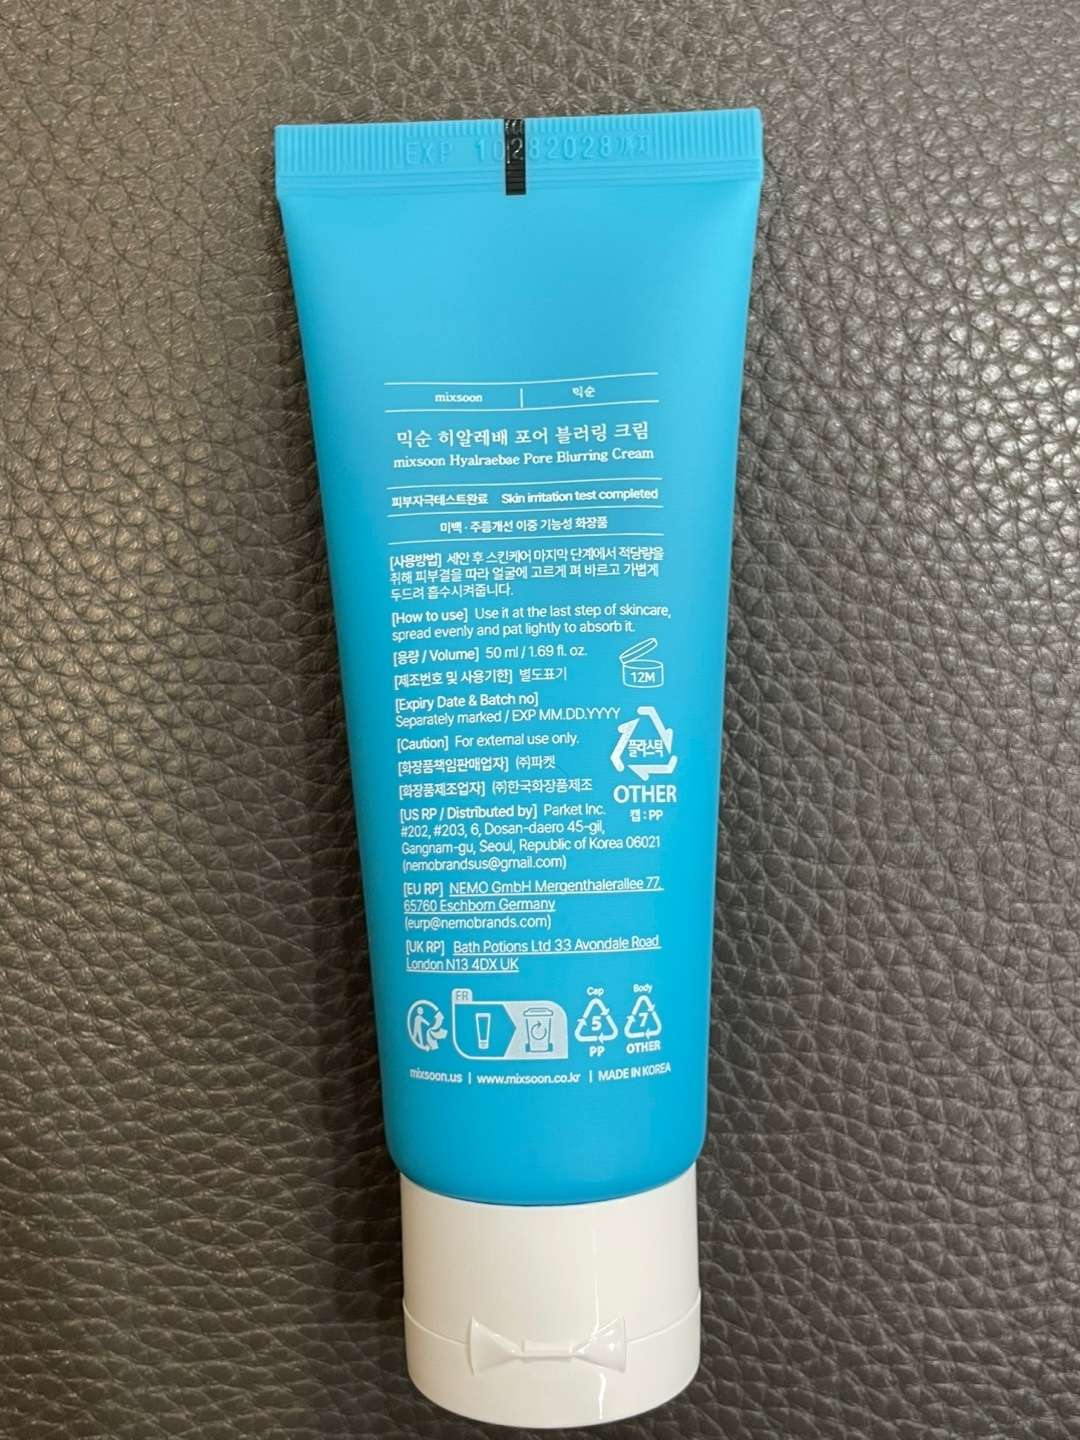 EXP 10282028까지
mixsoon | 믹순
믹순 히알레배 포어 블러링 크림
mixsoon Hyalraebae Pore Blurring Cream
피부자극테스트완료 Skin irritation test completed
미백·주름개선 이중 기능성 화장품
[사용방법] 세안 후 스킨케어 마지막 단계에서 적당량을
취해 피부결을 따라 얼굴에 고르게 펴 바르고 가볍게
두드려 흡수시켜줍니다.
[How to use] Use it at the last step of skincare,
spread evenly and pat lightly to absorb it.
[용량 / Volume] 50 ml / 1.69 fl. oz.
[제조번호 및 사용기한] 별도표기
12M
[Expiry Date & Batch no]
Separately marked / EXP MM.DD.YYYY
[Caution] For external use only.
[화장품책임판매업자] ㈜파켓
[화장품제조업자] ㈜한국화장품제조
플라스틱
OTHER
캡 : PP
[US RP / Distributed by] Parket Inc.
#202, #203, 6, Dosan-daero 45-gil,
Gangnam-gu, Seoul, Republic of Korea 06021
(nemobrandsus@gmail.com)
[EU RP] NEMO GmbH Mergenthalerallee 77,
65760 Eschborn Germany
(eurp@nemobrands.com)
[UK RP] Bath Potions Ltd 33 Avondale Road
London N13 4DX UK
FR
Cap
5
PP
Body
7
OTHER
mixsoon.us | www.mixsoon.co.kr | MADE IN KOREA